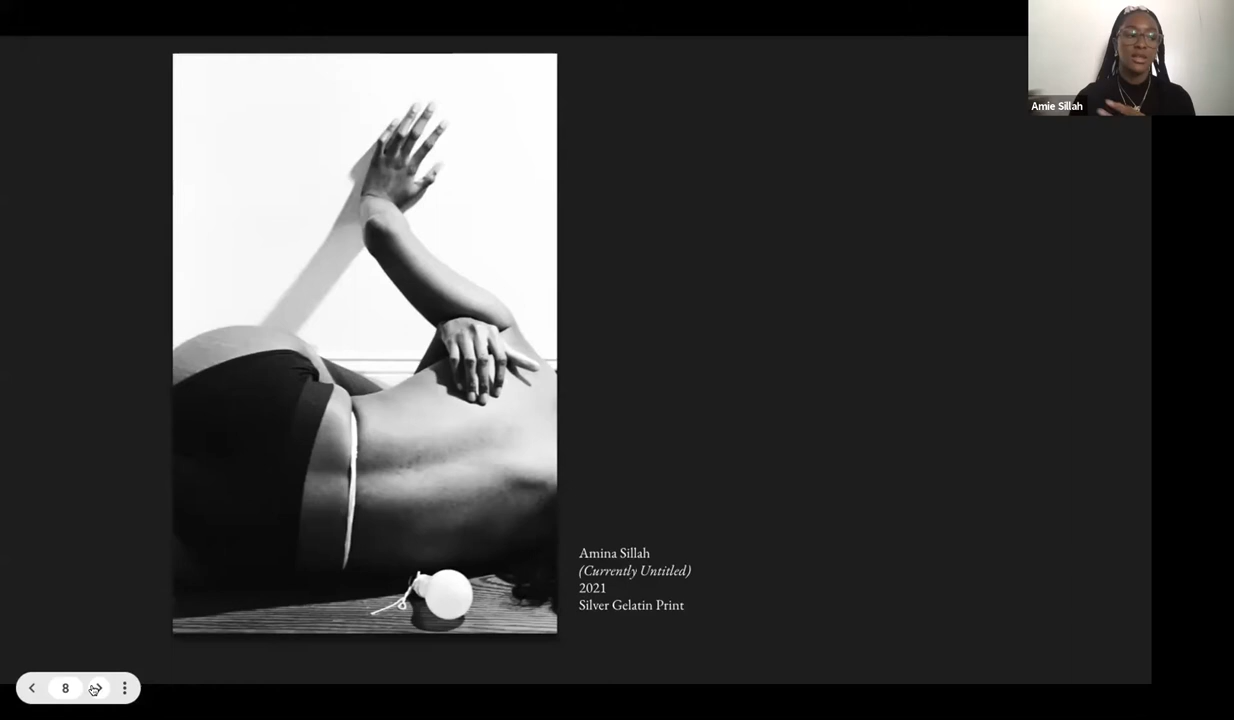 Amie Sillah
Amina Sillah
(Currently Untitled)
2021
Silver Gelatin Print
8